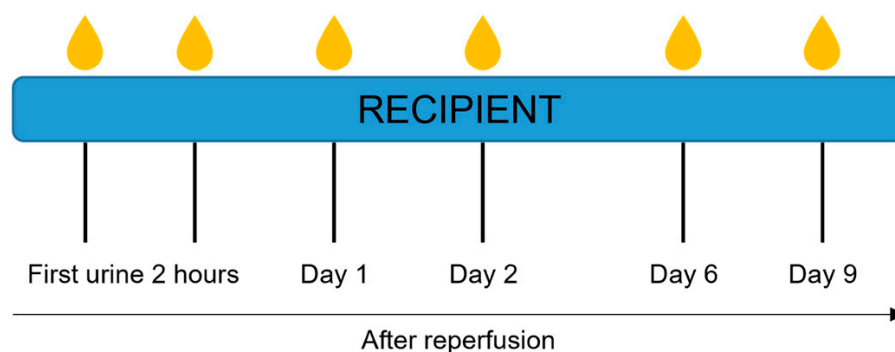 RECIPIENT
First urine 2 hours Day 1 Day 2 Day 6 Day 9
After reperfusion